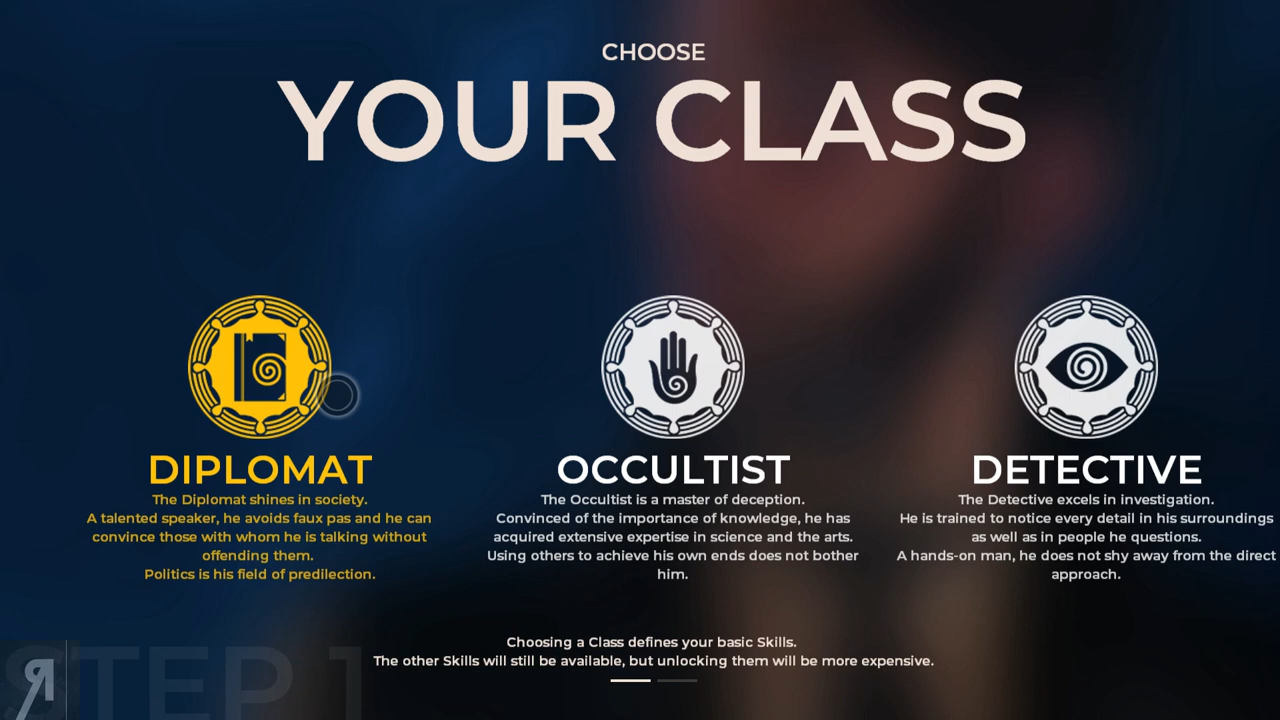 CHOOSE
YOUR CLASS
DIPLOMAT
The Diplomat shines in society.
A talented speaker, he avoids faux pas and he can
convince those with whom he is talking without
offending them.
Politics is his field of predilection.
OCCULTIST
The Occultist is a master of deception.
Convinced of the importance of knowledge, he has
acquired extensive expertise in science and the arts.
Using others to achieve his own ends does not bother
him.
DETECTIVE
The Detective excels in investigation.
He is trained to notice every detail in his surroundings
as well as in people he questions.
A hands-on man, he does not shy away from the direct
approach.
Choosing a Class defines your basic Skills.
The other Skills will still be available, but unlocking them will be more expensive.
STEP 1